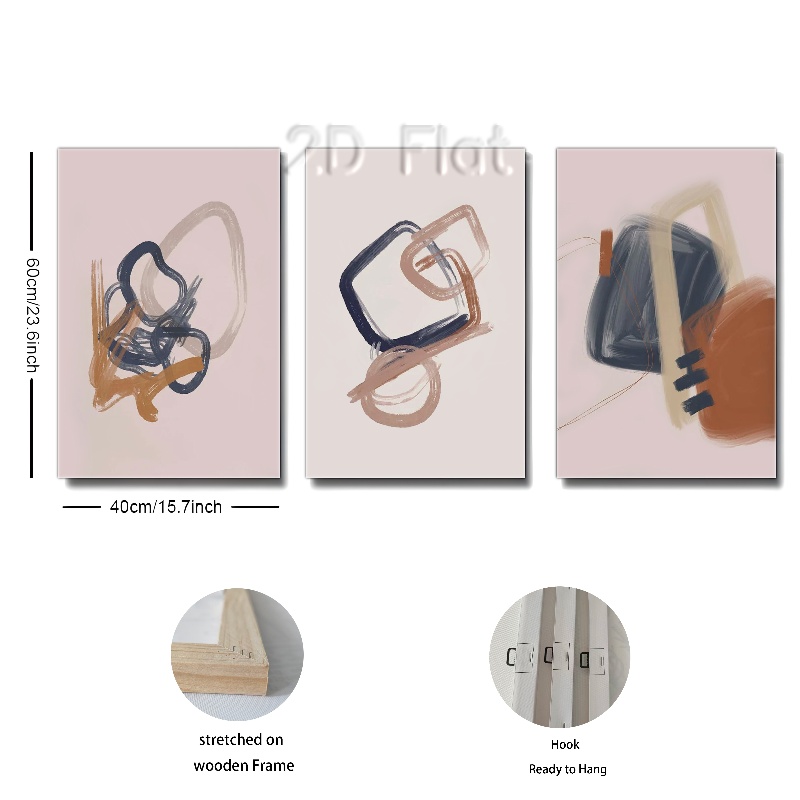 2D Flat
60cm/23.6inch
40cm/15.7inch
stretched on
wooden Frame
Hook
Ready to Hang